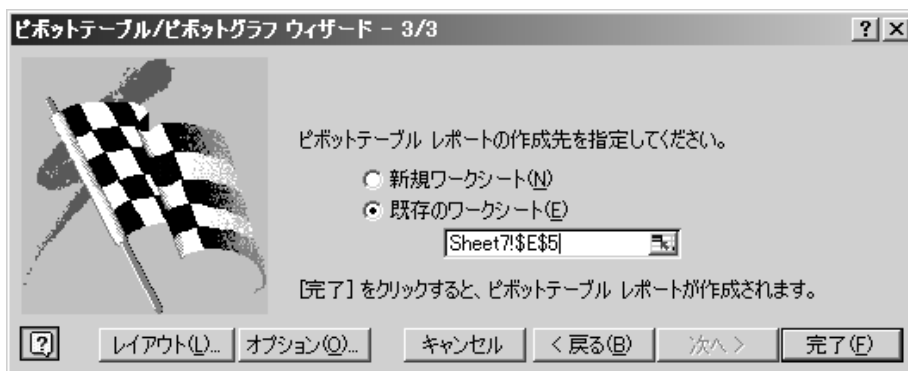 ピボットテーブル/ピボットグラフ ウィザード - 3/3
ピボットテーブル レポートの作成先を指定してください。
新規ワークシート(N)
既存のワークシート(E)
Sheet7!$E$5
[完了] をクリックすると、ピボットテーブル レポートが作成されます。
レイアウト(L)... オプション(O)... キャンセル < 戻る(B) 次へ > 完了(F)